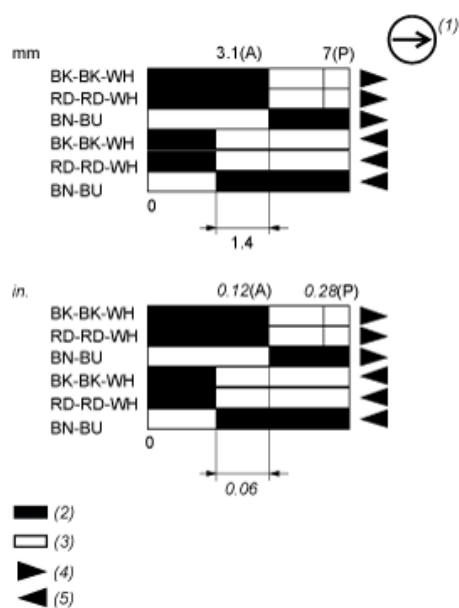 (1)
mm 3.1(A) 7(P)
BK-BK-WH
RD-RD-WH
BN-BU
BK-BK-WH
RD-RD-WH
BN-BU
0
1.4
in. 0.12(A) 0.28(P)
BK-BK-WH
RD-RD-WH
BN-BU
BK-BK-WH
RD-RD-WH
BN-BU
0
0.06
(2)
(3)
(4)
(5)